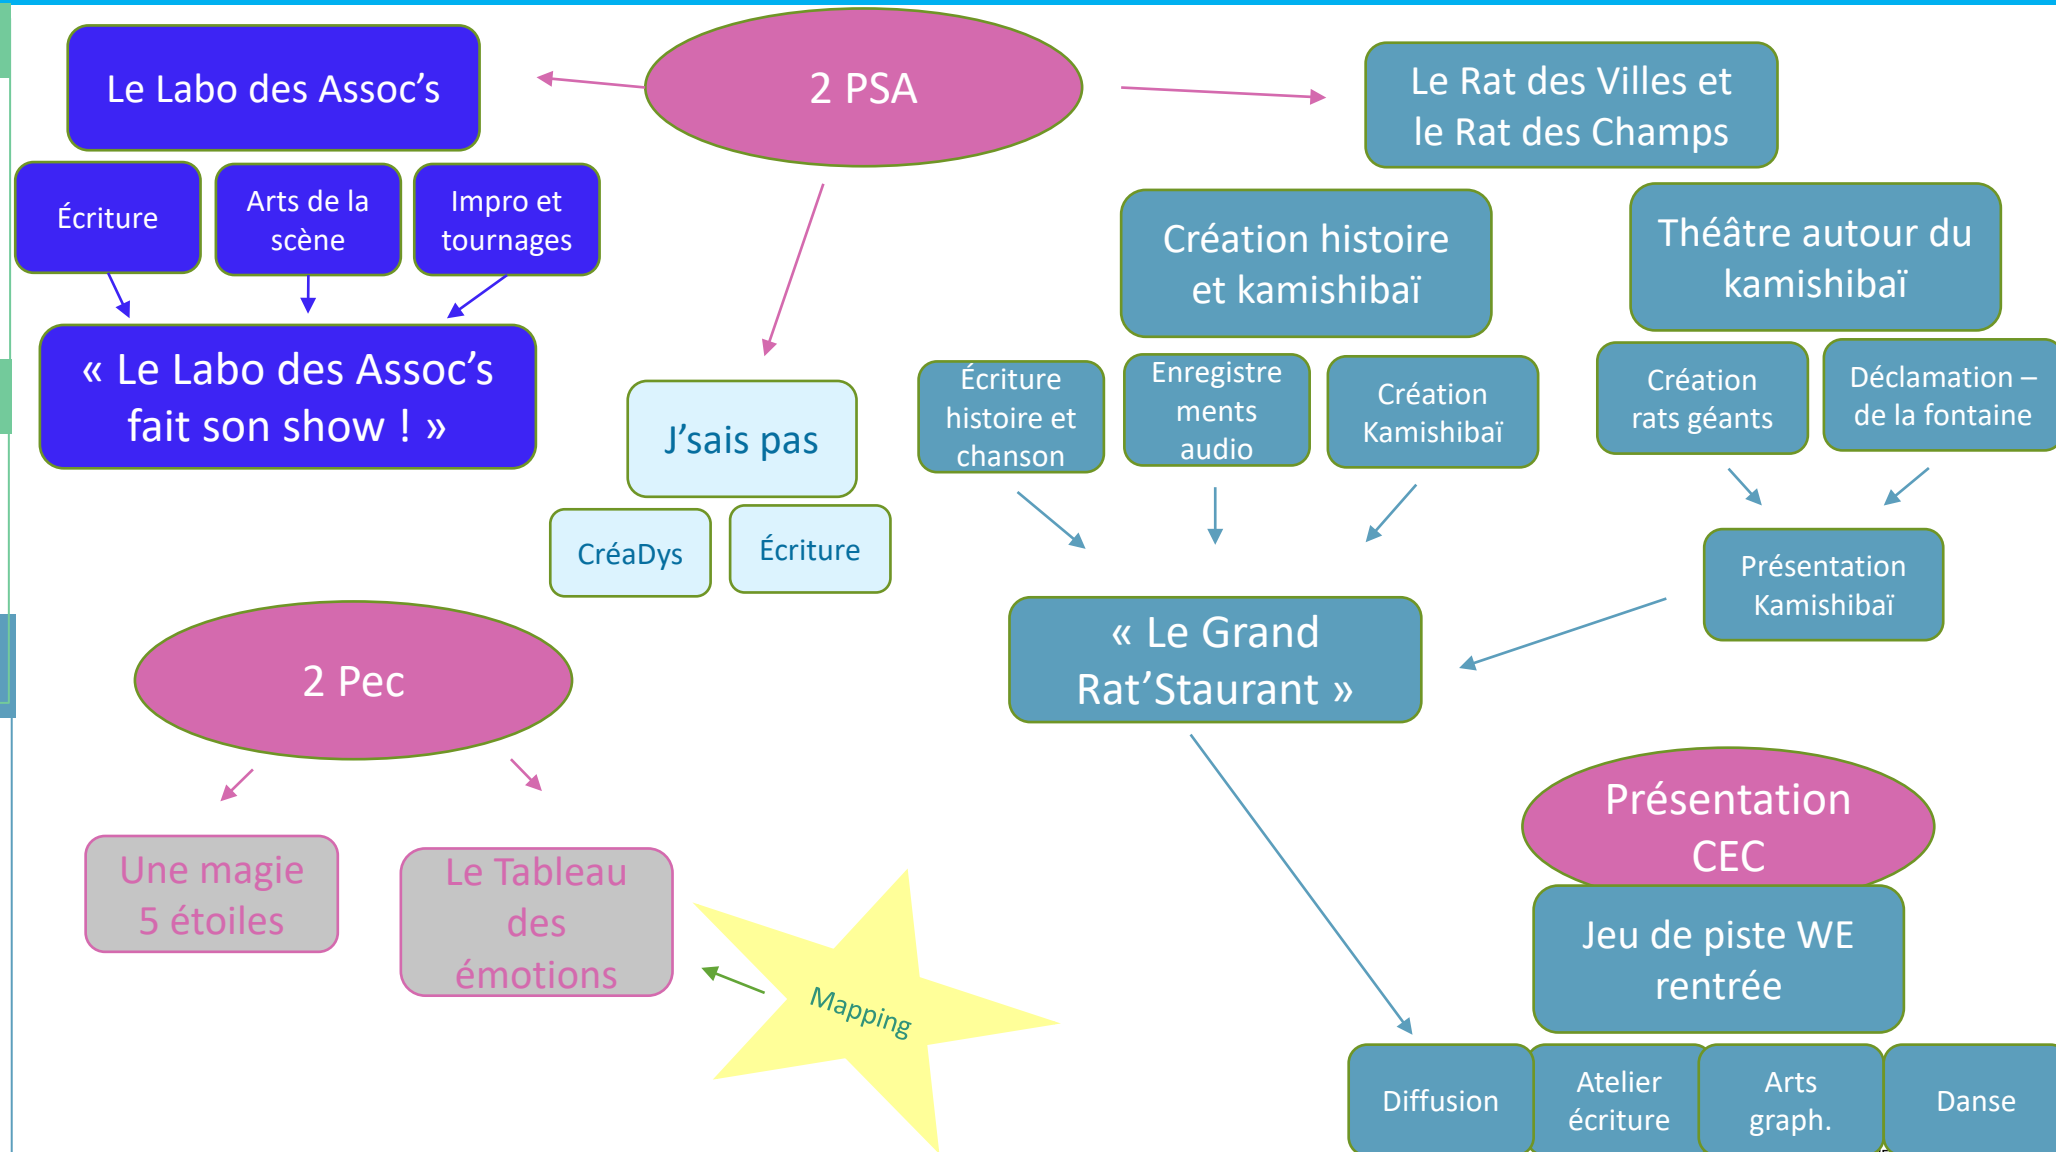 Le Labo des Assoc’s
2 PSA
Le Rat des Villes et
le Rat des Champs
Écriture
Arts de la
scène
Impro et
tournages
Création histoire
et kamishibaï
Théâtre autour du
kamishibaï
« Le Labo des Assoc’s
fait son show ! »
J’sais pas
CréaDys
Écriture
Écriture
histoire et
chanson
Enregistre
ments
audio
Création
Kamishibaï
Création
rats géants
Déclamation –
de la fontaine
Présentation
Kamishibaï
« Le Grand
Rat’Staurant »
2 Pec
Une magie
5 étoiles
Le Tableau
des
émotions
Mapping
Présentation
CEC
Jeu de piste WE
rentrée
Diffusion
Atelier
écriture
Arts
graph.
Danse